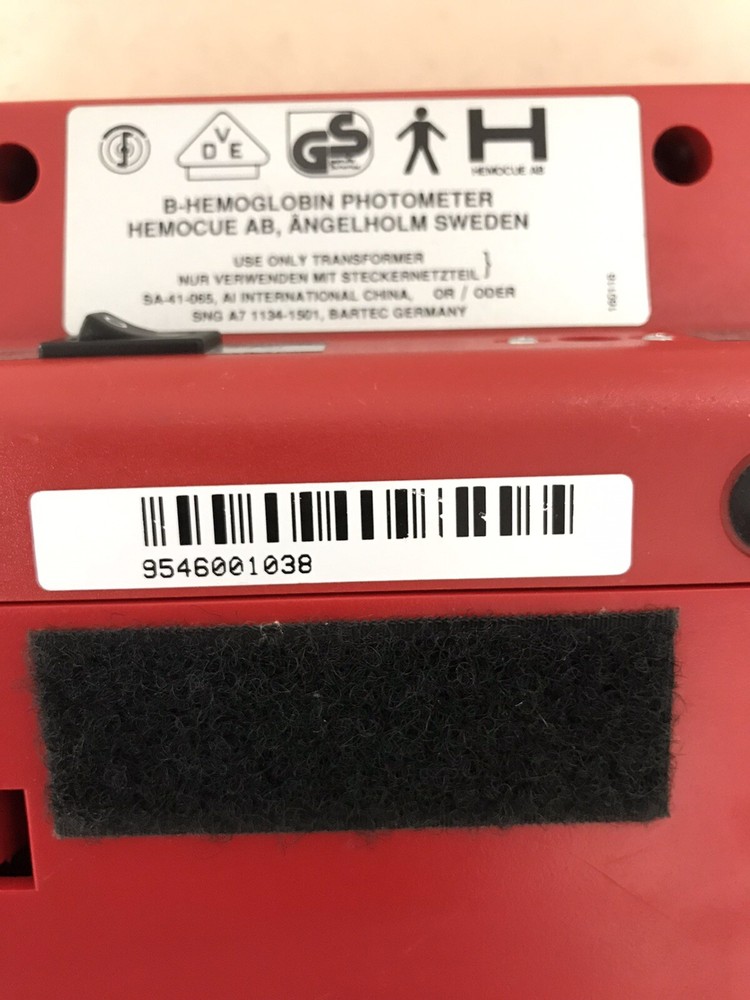 VDE
GS
HEMOCUE AB
B-HEMOGLOBIN PHOTOMETER
HEMOCUE AB, ÄNGELHOLM SWEDEN
USE ONLY TRANSFORMER
NUR VERWENDEN MIT STECKERNETZTEIL }
SA-41-065, AI INTERNATIONAL CHINA, OR / ODER
SNG A7 1134-1501, BARTEC GERMANY
9546001038